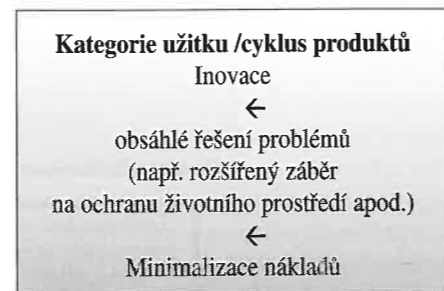 Kategorie užitku /cyklus produktů
Inovace
←
obsáhlé řešení problémů
(např. rozšířený záběr
na ochranu životního prostředí apod.)
←
Minimalizace nákladů